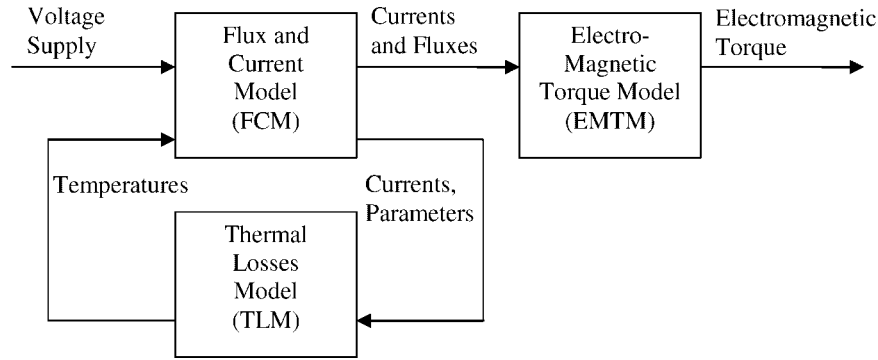 Voltage
Supply
Flux and
Current
Model
(FCM)
Currents
and Fluxes
Electro-
Magnetic
Torque Model
(EMTM)
Electromagnetic
Torque
Temperatures
Currents,
Parameters
Thermal
Losses
Model
(TLM)